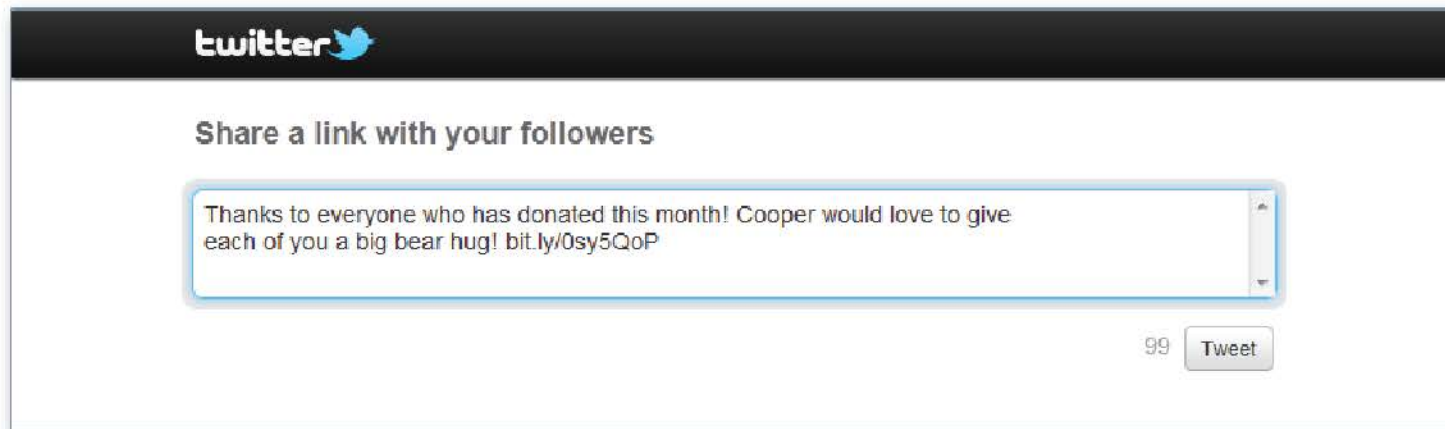 twitter
Share a link with your followers
Thanks to everyone who has donated this month! Cooper would love to give
each of you a big bear hug! bit.ly/0sy5QoP
99 Tweet